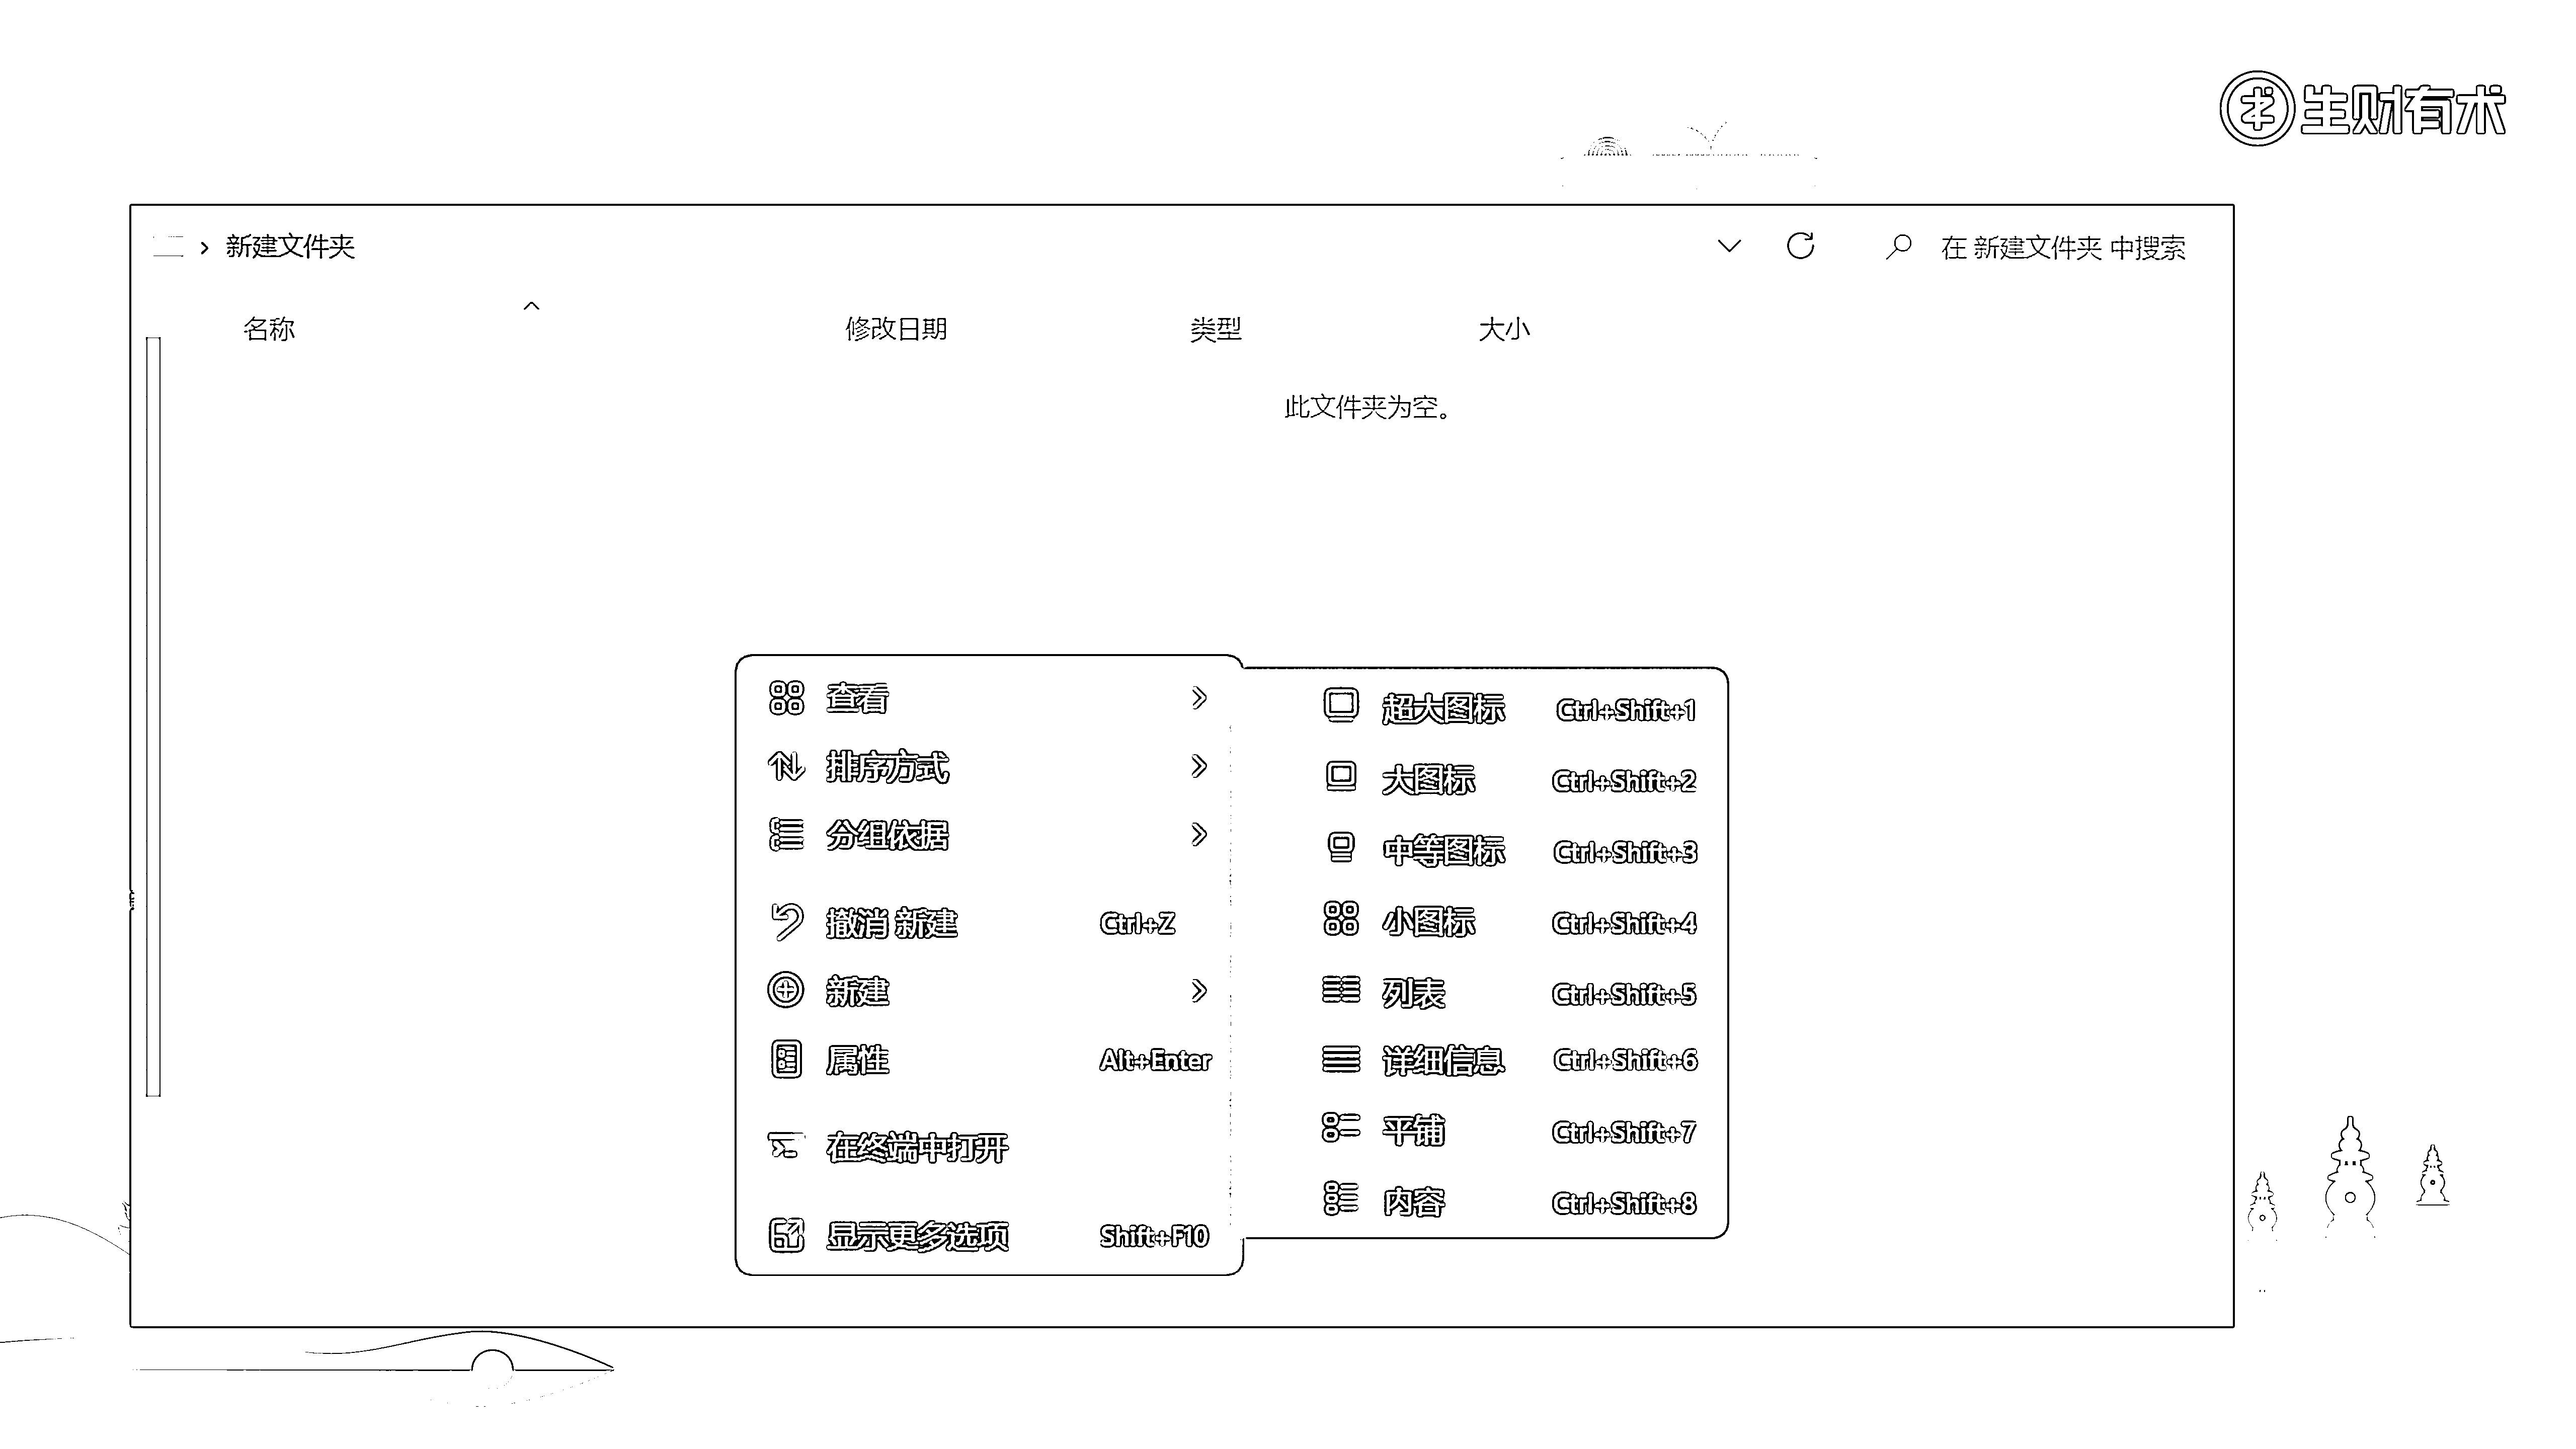 生财有术
新建文件夹
在 新建文件夹 中搜索
名称 修改日期 类型 大小
此文件夹为空。
查看
排序方式
分组依据
撤消 新建 Ctrl+Z
新建
属性 Alt+Enter
在终端中打开
显示更多选项 Shift+F10
超大图标 Ctrl+Shift+1
大图标 Ctrl+Shift+2
中等图标 Ctrl+Shift+3
小图标 Ctrl+Shift+4
列表 Ctrl+Shift+5
详细信息 Ctrl+Shift+6
平铺 Ctrl+Shift+7
内容 Ctrl+Shift+8